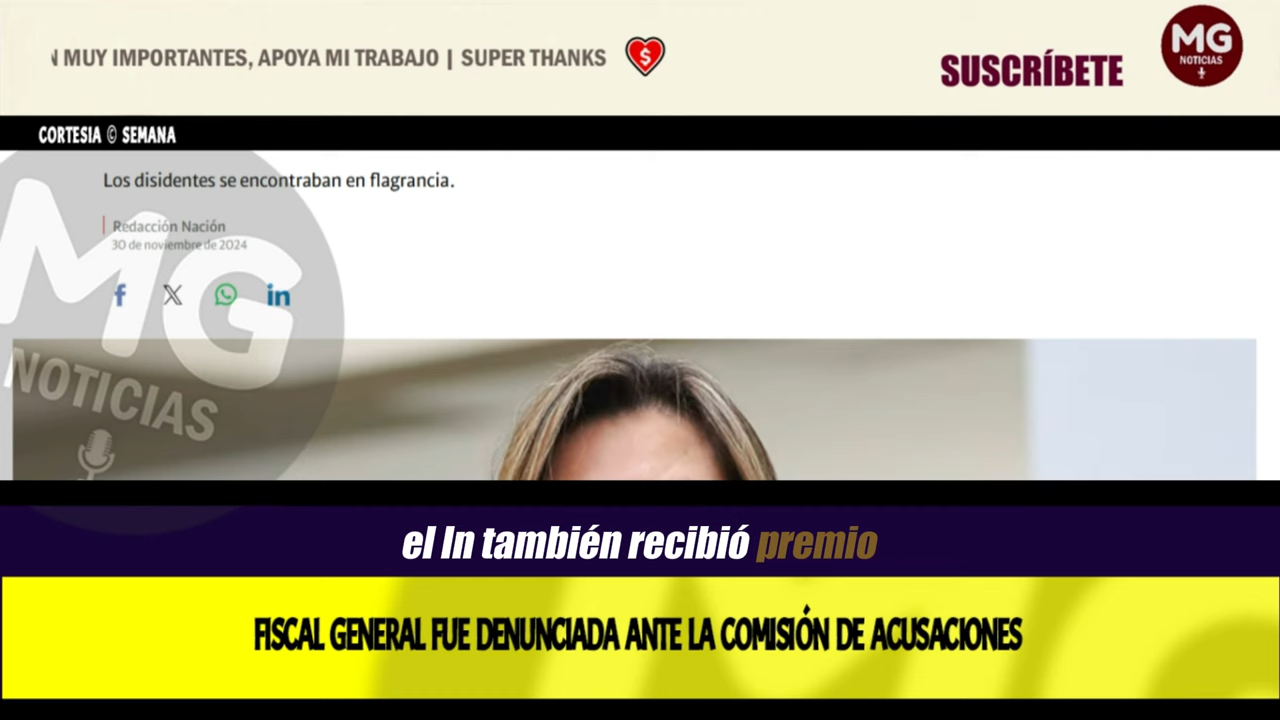 N MUY IMPORTANTES, APOYA MI TRABAJO | SUPER THANKS
SUSCRÍBETE
MG
NOTICIAS
CORTESIA © SEMANA
Los disidentes se encontraban en flagrancia.
Redacción Nación
30 de noviembre de 2024
MG
NOTICIAS
el ln también recibió premio
FISCAL GENERAL FUE DENUNCIADA ANTE LA COMISIÓN DE ACUSACIONES